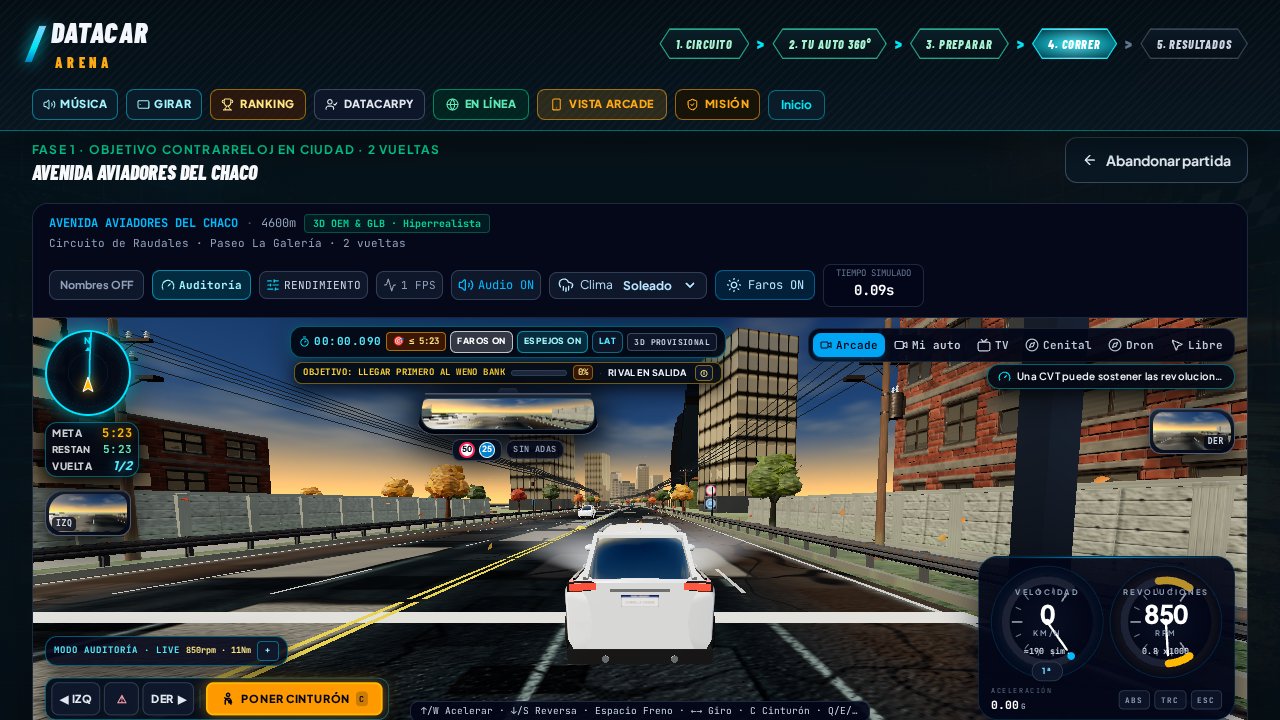 DATACAR
ARENA
1. CIRCUITO > 2. TU AUTO 360° > 3. PREPARAR > 4. CORRER > 5. RESULTADOS
MÚSICA GIRAR RANKING DATACARPY EN LÍNEA VISTA ARCADE MISIÓN Inicio
FASE 1 · OBJETIVO CONTRARRELOJ EN CIUDAD · 2 VUELTAS
AVENIDA AVIADORES DEL CHACO
← Abandonar partida
AVENIDA AVIADORES DEL CHACO · 4600m 3D OEM & GLB · Hiperrealista
Circuito de Raudales · Paseo La Galería · 2 vueltas
Nombres OFF Auditoría RENDIMIENTO 1 FPS Audio ON Clima Soleado Faros ON
TIEMPO SIMULADO
0.09s
N
00:00.090 ≤ 5:23 FAROS ON ESPEJOS ON LAT 3D PROVISIONAL
Arcade Mi auto TV Cenital Dron Libre
OBJETIVO: LLEGAR PRIMERO AL WENO BANK 0% · RIVAL EN SALIDA
Una CVT puede sostener las revolucion…
META 5:23
RESTAN 5:23
VUELTA 1/2
50 25 SIN ADAS
DER
IZQ
VELOCIDAD
0
KM/H
≈190 sim
1ª
REVOLUCIONES
850
RPM
0.8 x1000
ACELERACIÓN
0.00 G
ABS TRC ESC
MODO AUDITORÍA · LIVE 850rpm · 11Nm +
◀ IZQ ⚠ DER ▶ PONER CINTURÓN C
↑/W Acelerar · ↓/S Reversa · Espacio Freno · ←→ Giro · C Cinturón · Q/E/…